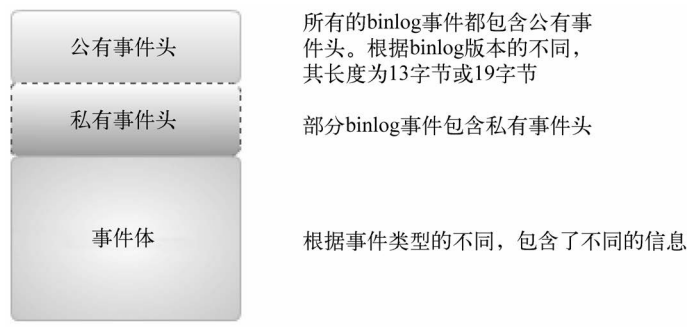 公有事件头
所有的binlog事件都包含公有事
件头。根据binlog版本的不同，
其长度为13字节或19字节
私有事件头
部分binlog事件包含私有事件头
事件体
根据事件类型的不同，包含了不同的信息